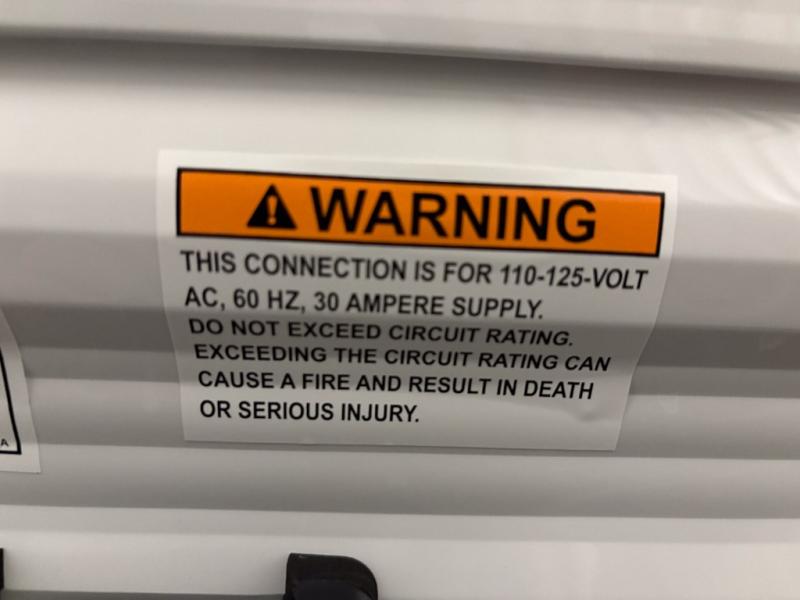 WARNING
THIS CONNECTION IS FOR 110-125-VOLT
AC, 60 HZ, 30 AMPERE SUPPLY.
DO NOT EXCEED CIRCUIT RATING.
EXCEEDING THE CIRCUIT RATING CAN
CAUSE A FIRE AND RESULT IN DEATH
OR SERIOUS INJURY.
A